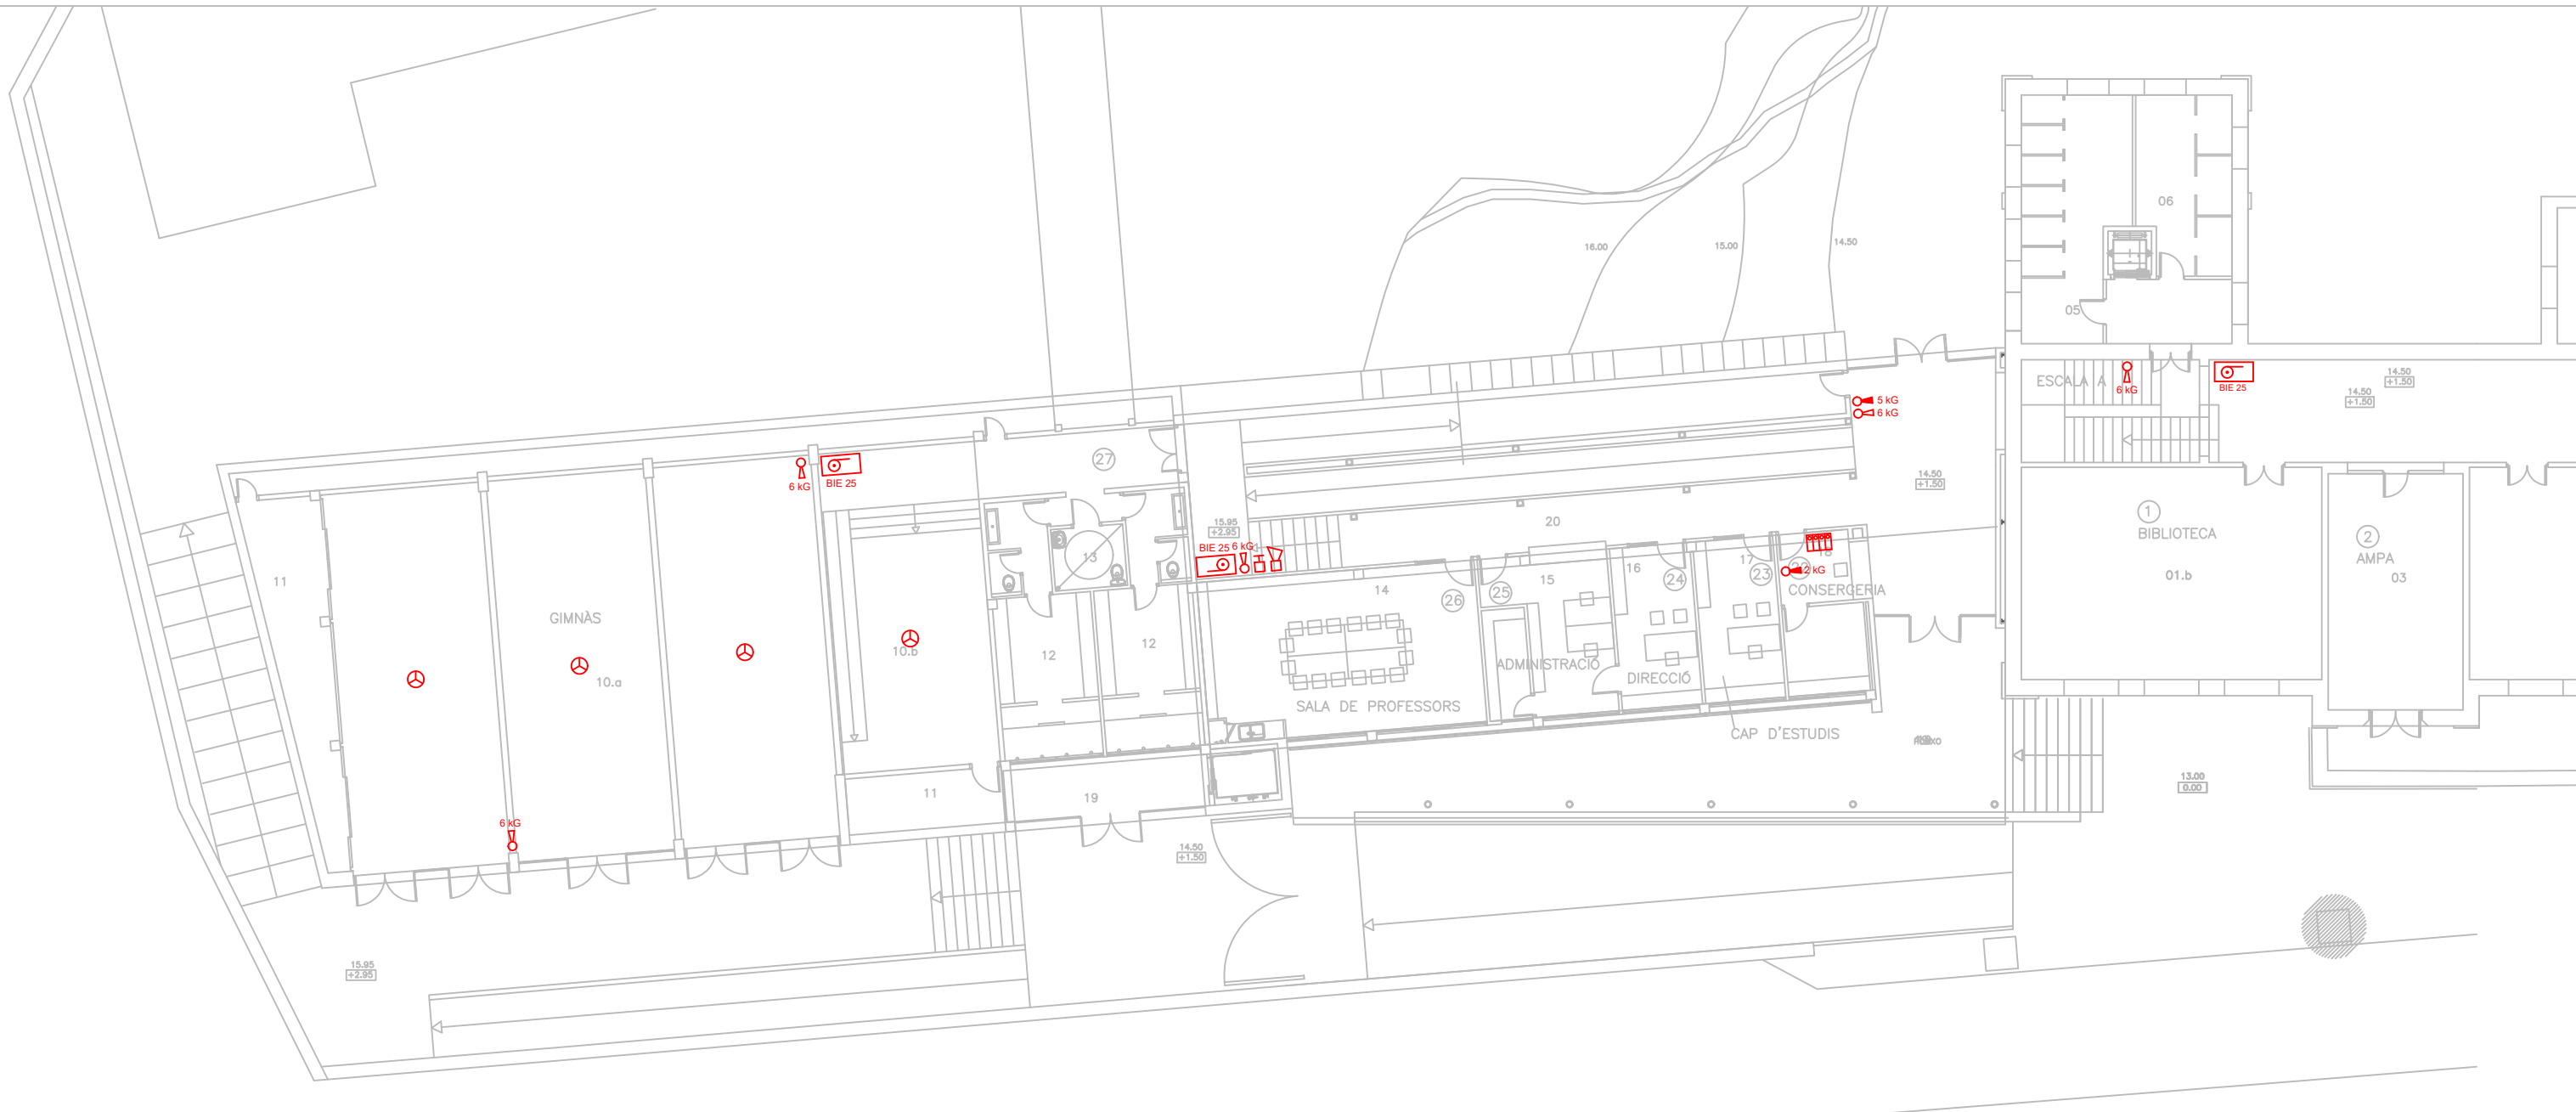 06
16.00
15.00
14.50
05
ESCALA A
6 kG
BIE 25
14.50
+1.50
14.50
+1.50
5 kG
6 kG
27
6 kG
BIE 25
14.50
+1.50
1
BIBLIOTECA
01.b
2
AMPA
03
15.95
+2.95
20
BIE 25
6 kG
13
11
14
26
25
15
16
24
17
23
18
2 kG
CONSERGERIA
GIMNÀS
10.a
10.b
12
12
ADMINISTRACIÓ
DIRECCIÓ
SALA DE PROFESSORS
CAP D'ESTUDIS
13.00
0.00
11
19
6 kG
14.50
+1.50
15.95
+2.95